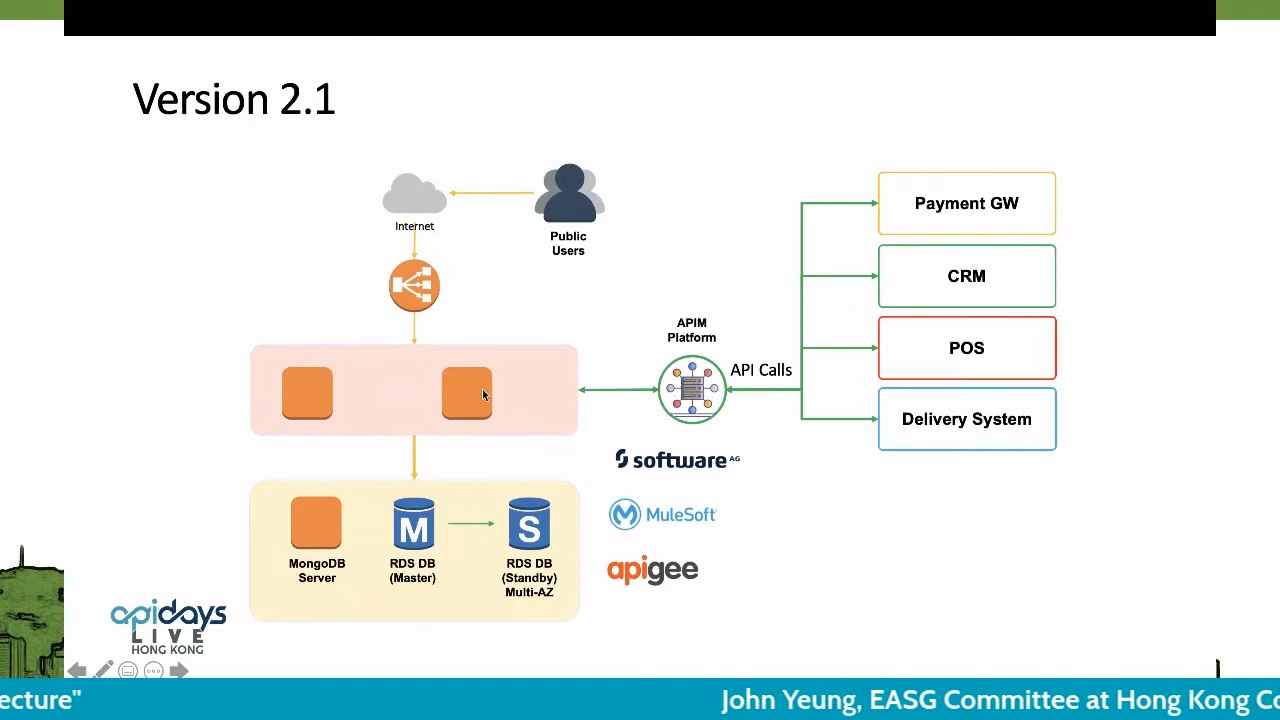 Version 2.1
Internet
Public
Users
APIM
Platform
API Calls
Payment GW
CRM
POS
Delivery System
software AG
MuleSoft
apigee
MongoDB
Server
M
RDS DB
(Master)
S
RDS DB
(Standby)
Multi-AZ
apidays
LIVE
HONG KONG
ecture"
John Yeung, EASG Committee at Hong Kong Co